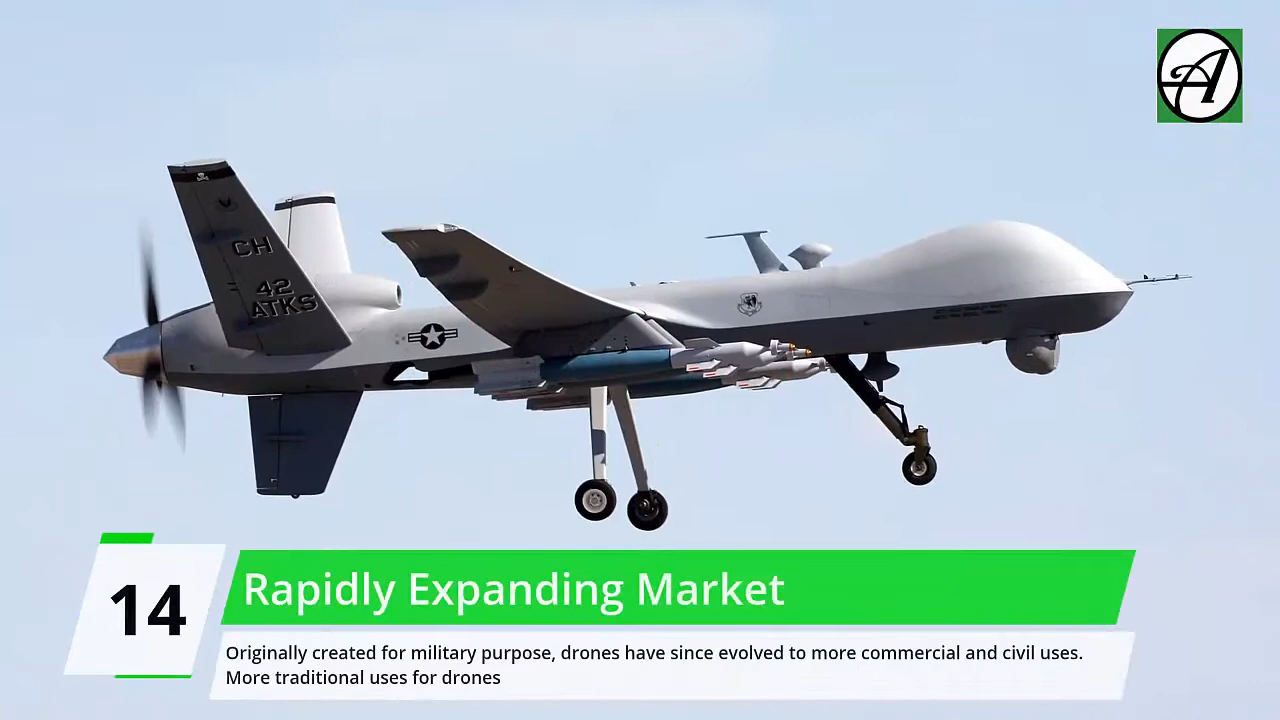 A
CH
42
ATKS
14
Rapidly Expanding Market
Originally created for military purpose, drones have since evolved to more commercial and civil uses.
More traditional uses for drones